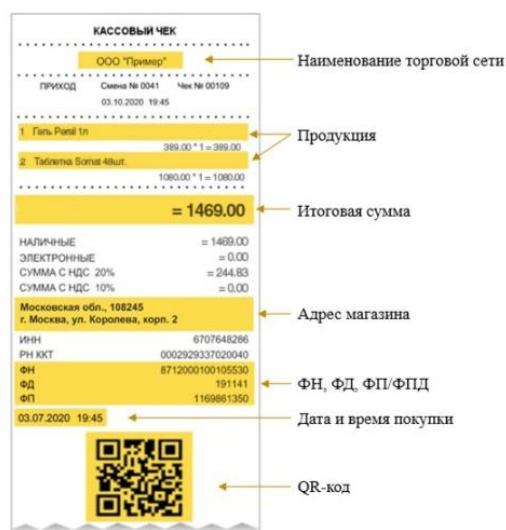 КАССОВЫЙ ЧЕК
ООО "Пример"
Наименование торговой сети
ПРИХОД Смена № 0041 Чек № 00109
03.10.2020 19:45
1 Гель Persil 1л
Продукция
389.00 * 1 = 389.00
2 Таблетка Somat 48шт.
1080.00 * 1 = 1080.00
= 1469.00
Итоговая сумма
НАЛИЧНЫЕ = 1469.00
ЭЛЕКТРОННЫЕ = 0.00
СУММА С НДС 20% = 244.83
СУММА С НДС 10% = 0.00
Московская обл., 108245
г. Москва, ул. Королева, корп. 2
Адрес магазина
ИНН 6707648286
РН ККТ 0002929337020040
ФН 8712000100105530
ФД 191141
ФН, ФД, ФП/ФПД
ФП 1169861350
03.07.2020 19:45
Дата и время покупки
QR-код